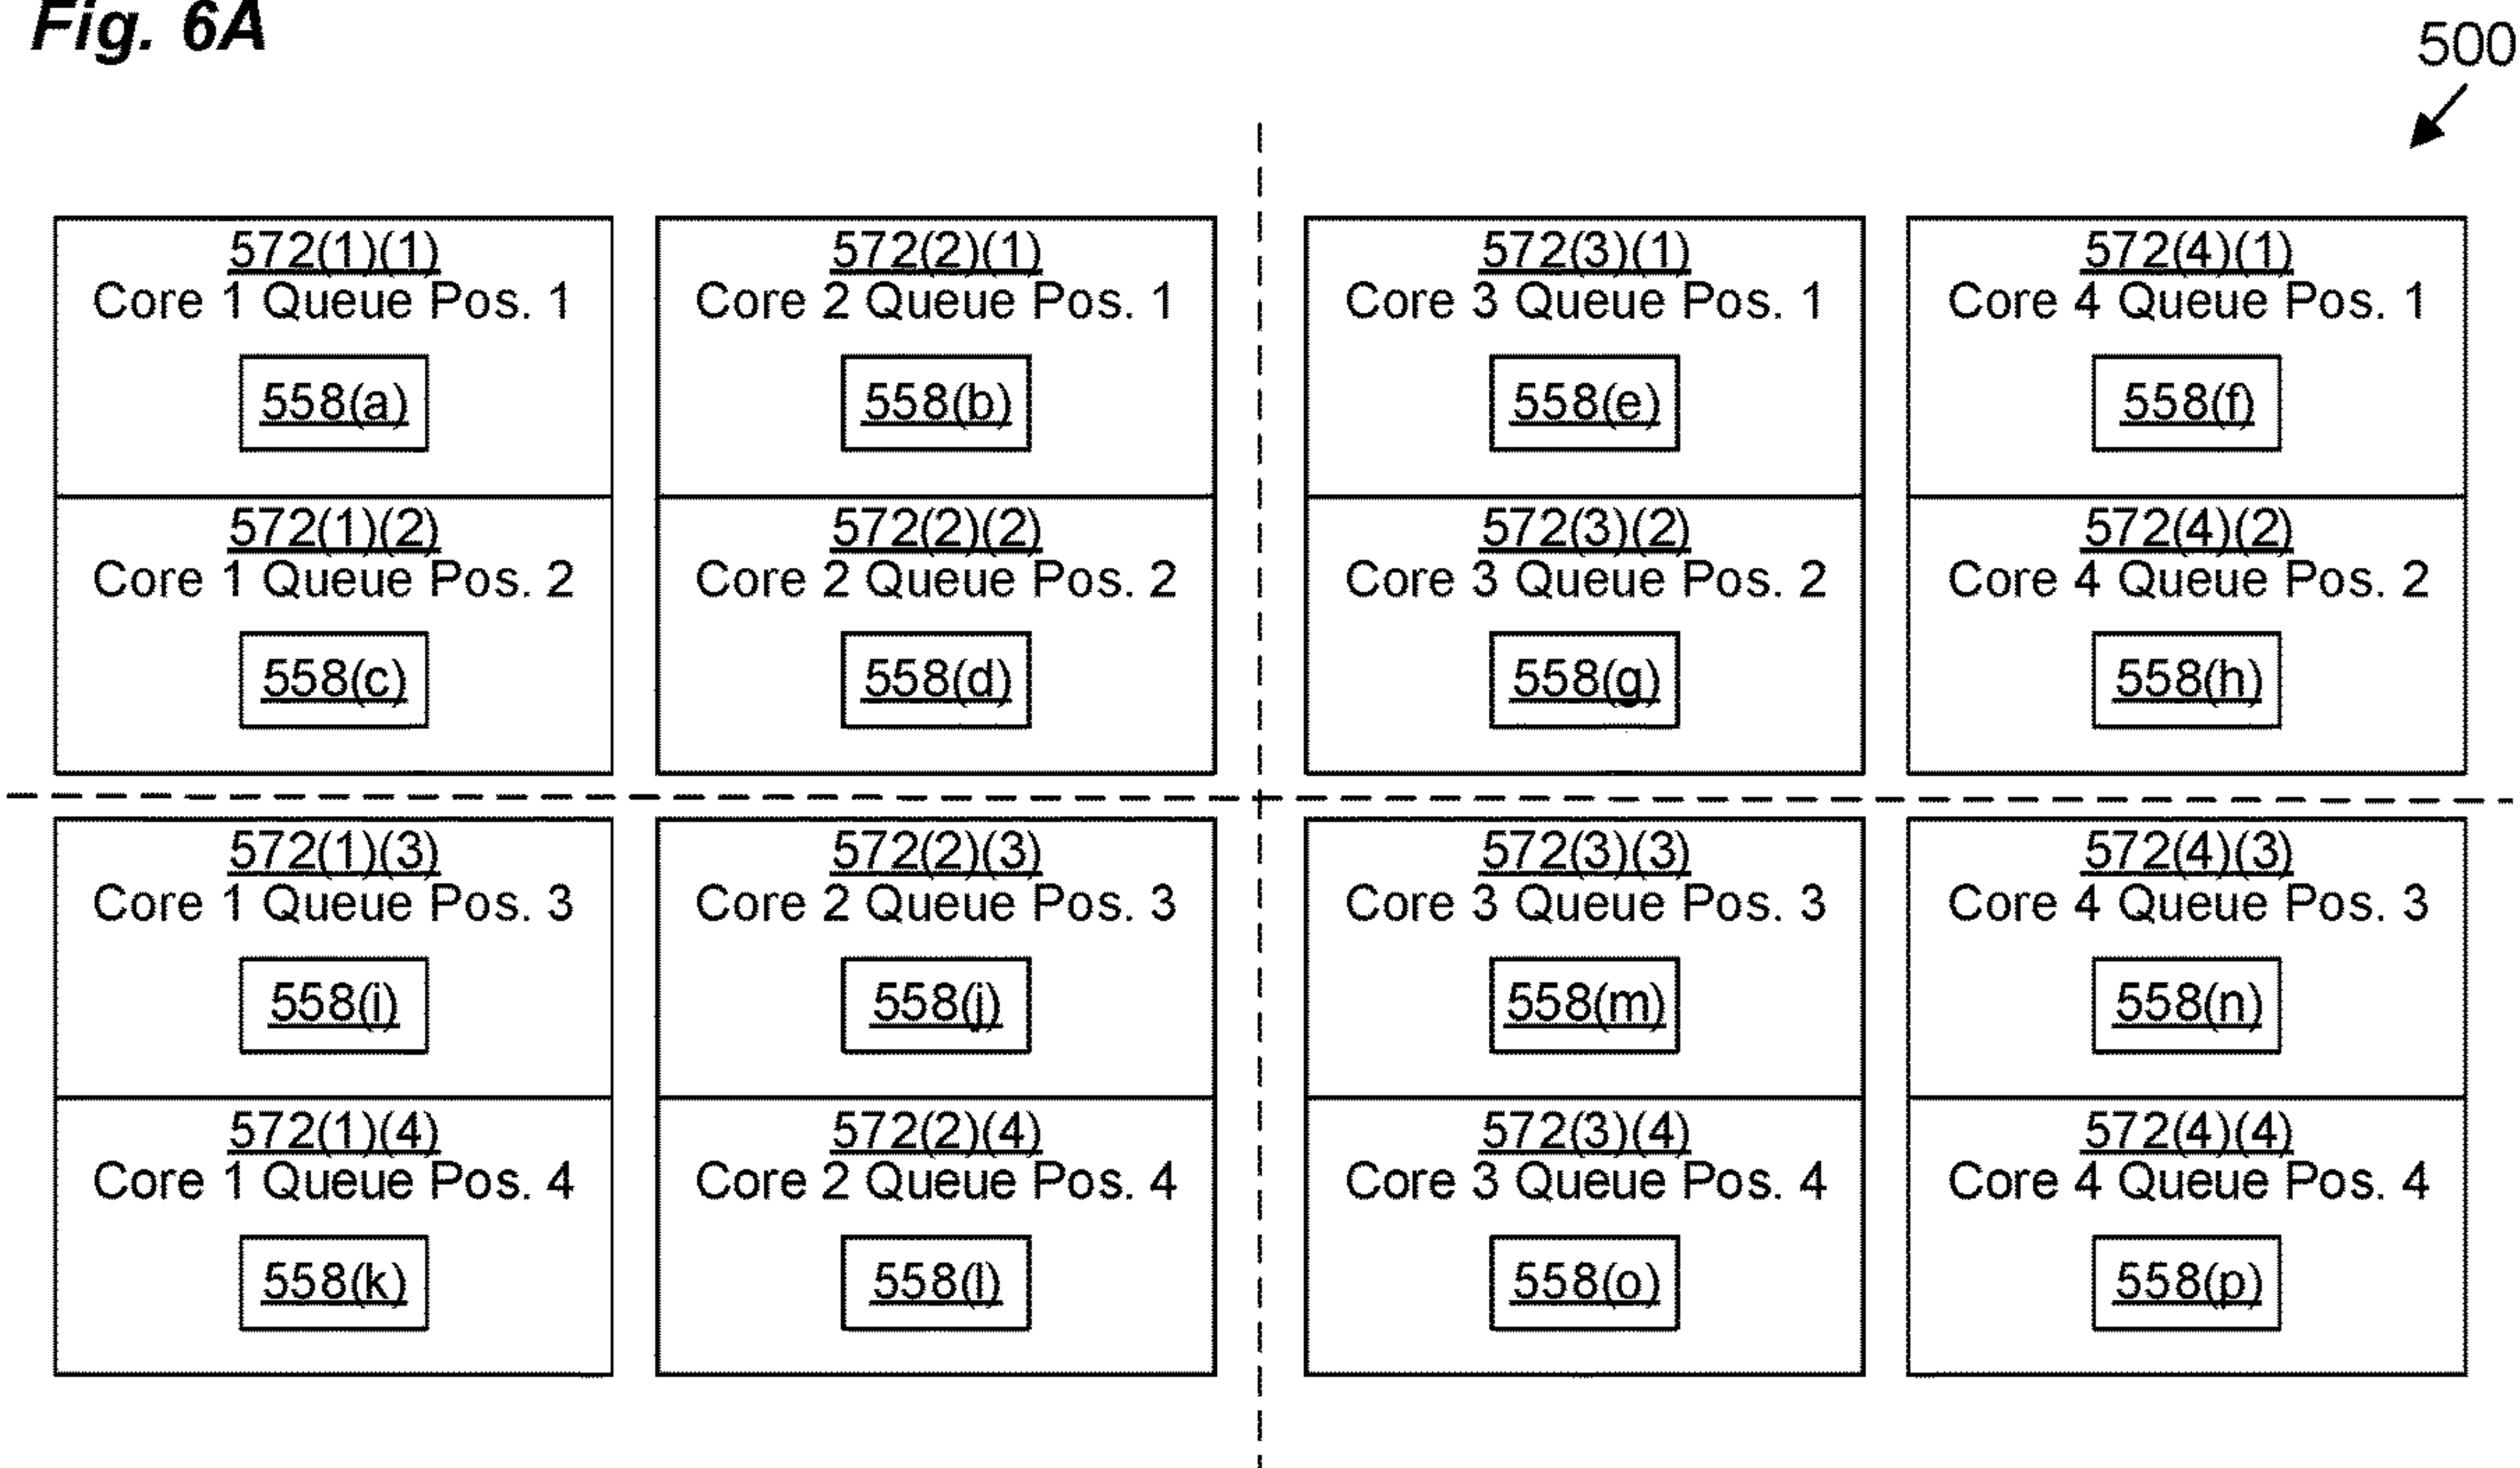 Fig. 6A
500
572(1)(1)
Core 1 Queue Pos. 1
558(a)
572(2)(1)
Core 2 Queue Pos. 1
558(b)
572(3)(1)
Core 3 Queue Pos. 1
558(e)
572(4)(1)
Core 4 Queue Pos. 1
558(f)
572(1)(2)
Core 1 Queue Pos. 2
558(c)
572(2)(2)
Core 2 Queue Pos. 2
558(d)
572(3)(2)
Core 3 Queue Pos. 2
558(g)
572(4)(2)
Core 4 Queue Pos. 2
558(h)
572(1)(3)
Core 1 Queue Pos. 3
558(i)
572(2)(3)
Core 2 Queue Pos. 3
558(j)
572(3)(3)
Core 3 Queue Pos. 3
558(m)
572(4)(3)
Core 4 Queue Pos. 3
558(n)
572(1)(4)
Core 1 Queue Pos. 4
558(k)
572(2)(4)
Core 2 Queue Pos. 4
558(l)
572(3)(4)
Core 3 Queue Pos. 4
558(o)
572(4)(4)
Core 4 Queue Pos. 4
558(p)